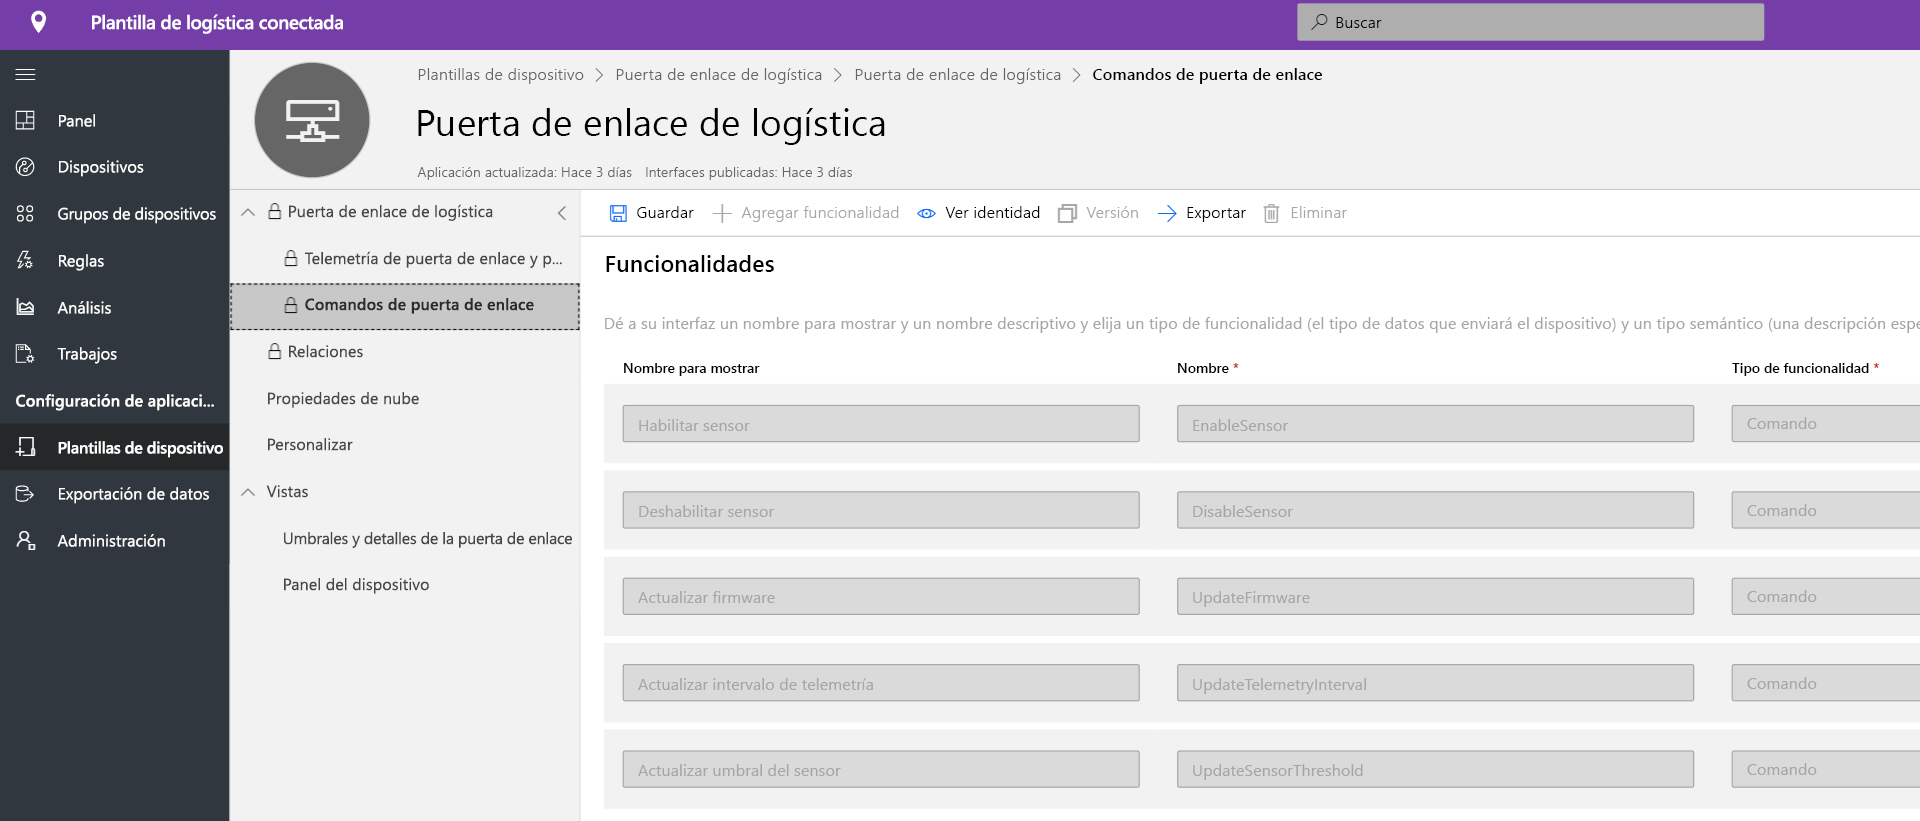 Plantilla de logística conectada
Buscar
Panel
Dispositivos
Grupos de dispositivos
Reglas
Análisis
Trabajos
Configuración de aplicaci...
Plantillas de dispositivo
Exportación de datos
Administración
Plantillas de dispositivo > Puerta de enlace de logística > Puerta de enlace de logística > Comandos de puerta de enlace
Puerta de enlace de logística
Aplicación actualizada: Hace 3 días Interfaces publicadas: Hace 3 días
Puerta de enlace de logística
Telemetría de puerta de enlace y p...
Comandos de puerta de enlace
Relaciones
Propiedades de nube
Personalizar
Vistas
Umbrales y detalles de la puerta de enlace
Panel del dispositivo
Guardar Agregar funcionalidad Ver identidad Versión Exportar Eliminar
Funcionalidades
Dé a su interfaz un nombre para mostrar y un nombre descriptivo y elija un tipo de funcionalidad (el tipo de datos que enviará el dispositivo) y un tipo semántico (una descripción espe
Nombre para mostrar Nombre * Tipo de funcionalidad *
Habilitar sensor EnableSensor Comando
Deshabilitar sensor DisableSensor Comando
Actualizar firmware UpdateFirmware Comando
Actualizar intervalo de telemetría UpdateTelemetryInterval Comando
Actualizar umbral del sensor UpdateSensorThreshold Comando